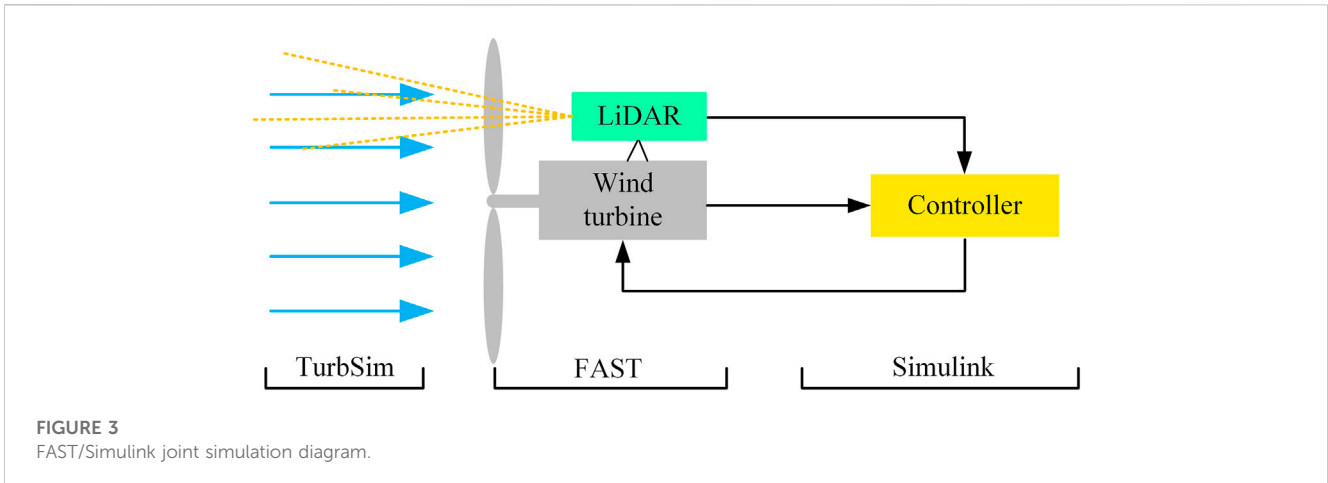 LiDAR
Wind
turbine
Controller
TurbSim
FAST
Simulink
FIGURE 3
FAST/Simulink joint simulation diagram.